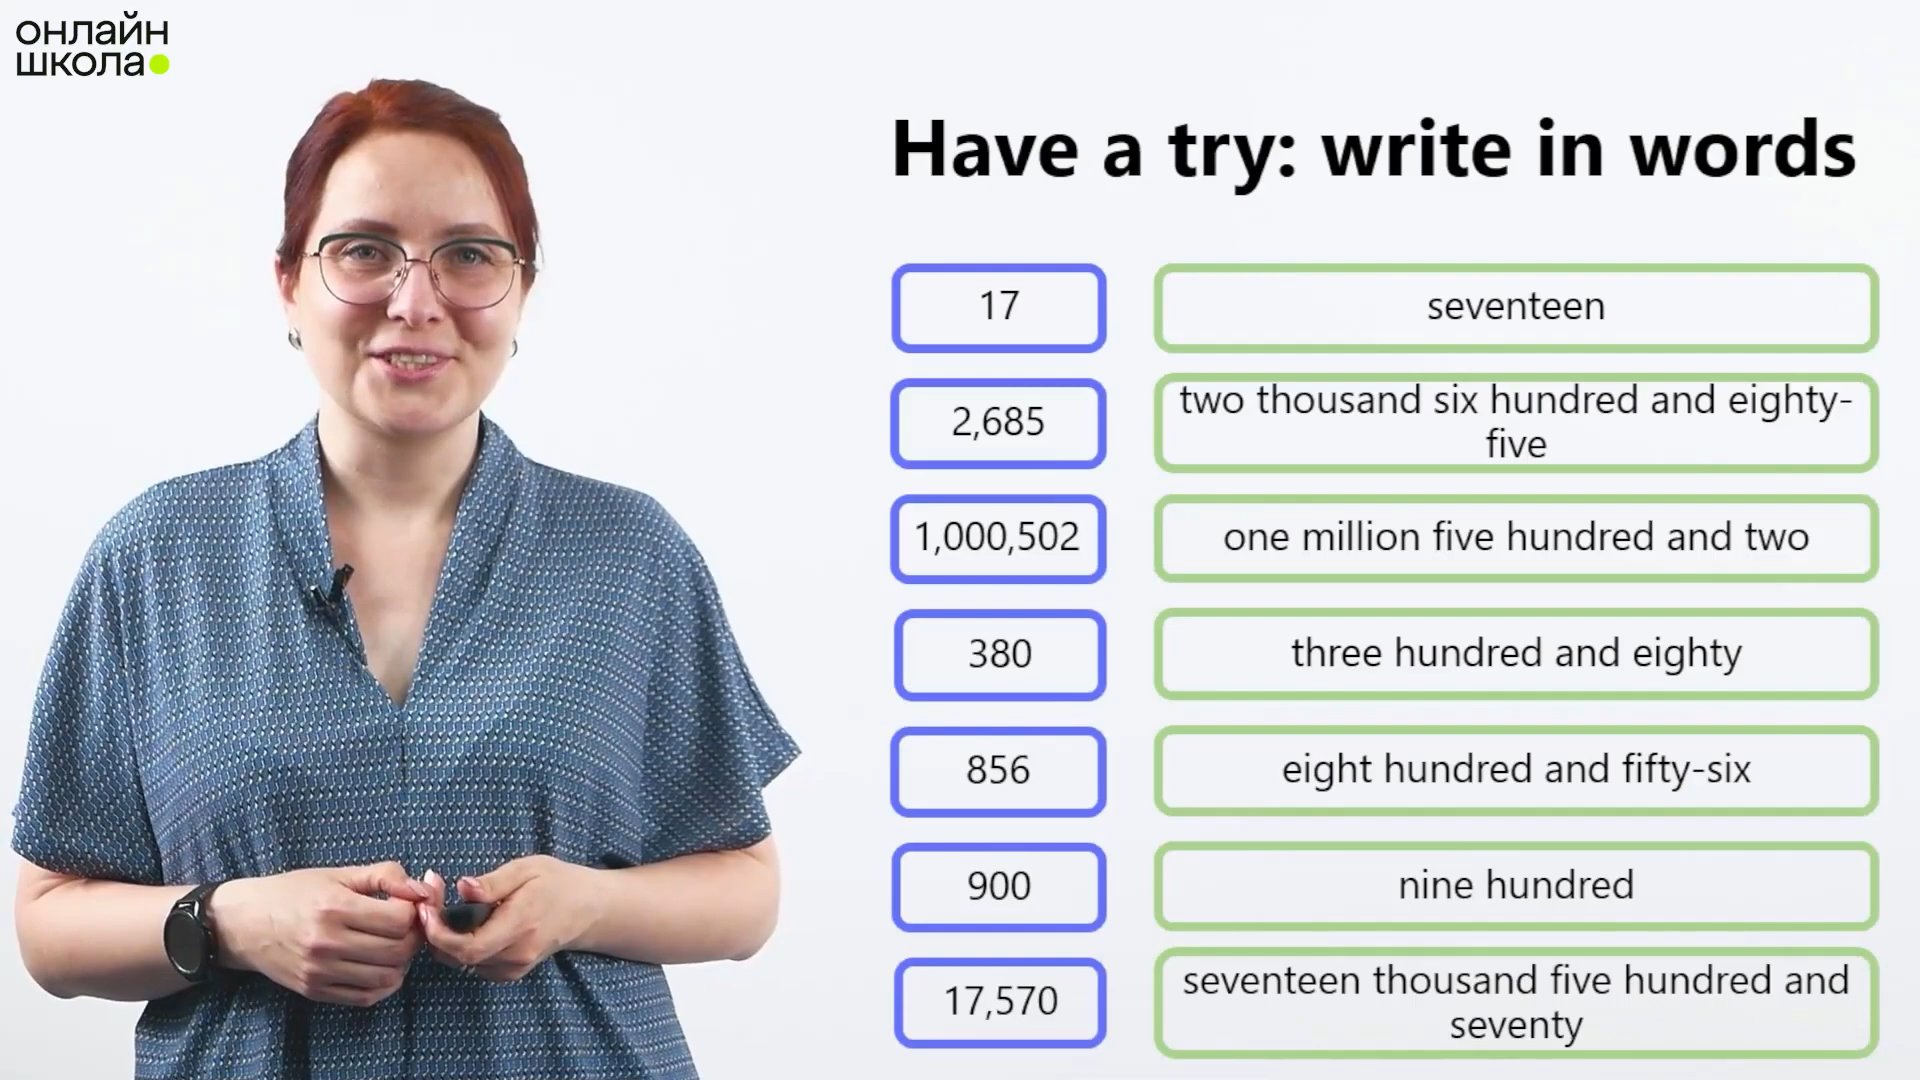 онлайн
школа
Have a try: write in words
17
seventeen
2,685
two thousand six hundred and eighty-
five
1,000,502
one million five hundred and two
380
three hundred and eighty
856
eight hundred and fifty-six
900
nine hundred
17,570
seventeen thousand five hundred and
seventy